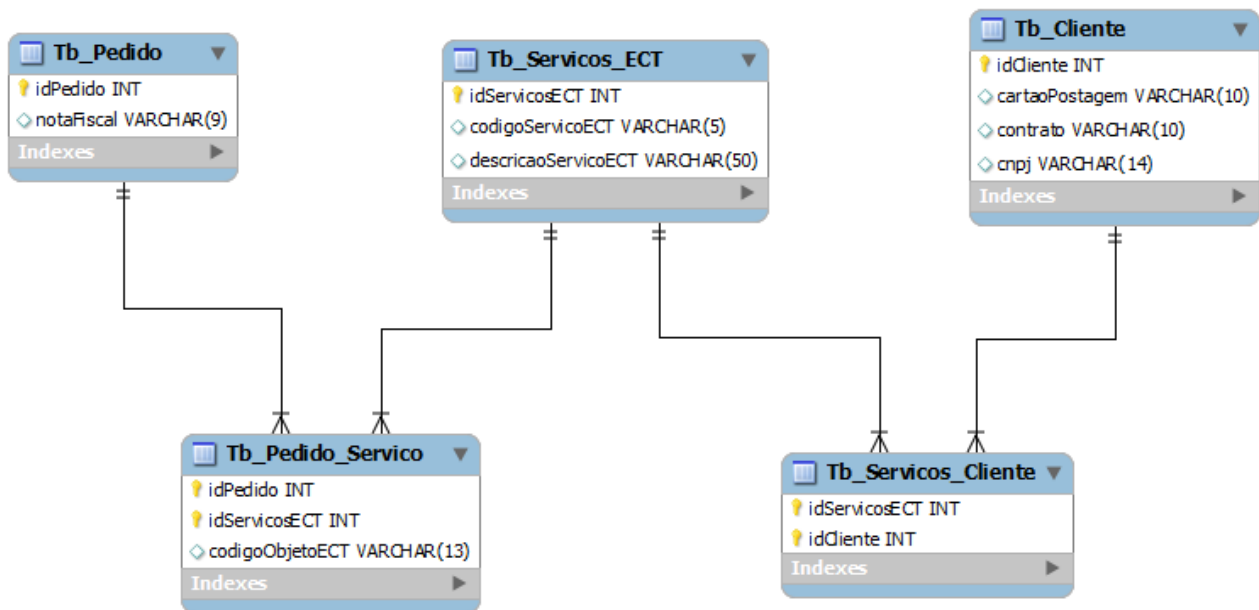 Tb_Pedido
idPedido INT
notaFiscal VARCHAR(9)
Indexes
Tb_Servicos_ECT
idServicosECT INT
codigoServicoECT VARCHAR(5)
descricaoServicoECT VARCHAR(50)
Indexes
Tb_Cliente
idCliente INT
cartaoPostagem VARCHAR(10)
contrato VARCHAR(10)
cnpj VARCHAR(14)
Indexes
Tb_Pedido_Servico
idPedido INT
idServicosECT INT
codigoObjetoECT VARCHAR(13)
Indexes
Tb_Servicos_Cliente
idServicosECT INT
idCliente INT
Indexes